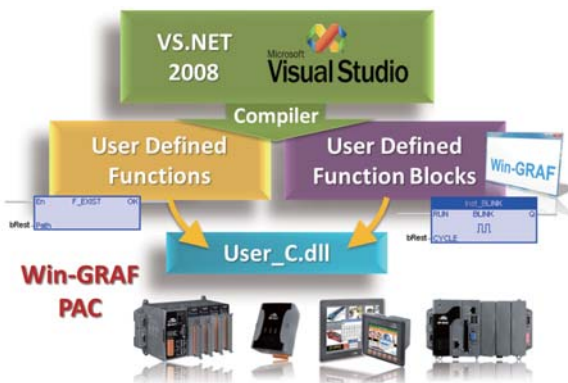 VS.NET
2008
Microsoft
Visual Studio
Compiler
User Defined
Functions
User Defined
Function Blocks
Win-GRAF
En F_EXIST OK
bRest Path
Inst_BLINK
RUN BLINK Q
bRest CYCLE
User_C.dll
Win-GRAF
PAC